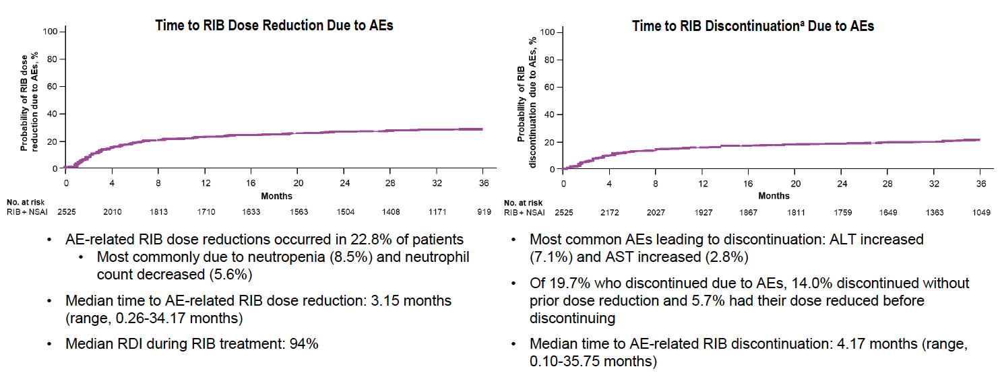 Time to RIB Dose Reduction Due to AEs
Probability of RIB dose
reduction due to AEs, %
100
80
60
40
20
0
0 4 8 12 16 20 24 28 32 36
Months
No. at risk
RIB + NSAI 2525 2010 1813 1710 1633 1563 1504 1408 1171 919
• AE-related RIB dose reductions occurred in 22.8% of patients
• Most commonly due to neutropenia (8.5%) and neutrophil
count decreased (5.6%)
• Median time to AE-related RIB dose reduction: 3.15 months
(range, 0.26-34.17 months)
• Median RDI during RIB treatment: 94%
Time to RIB Discontinuationᵃ Due to AEs
Probability of RIB
discontinuation due to AEs, %
100
80
60
40
20
0
0 4 8 12 16 20 24 28 32 36
Months
No. at risk
RIB + NSAI 2525 2172 2027 1927 1867 1811 1759 1649 1363 1049
• Most common AEs leading to discontinuation: ALT increased
(7.1%) and AST increased (2.8%)
• Of 19.7% who discontinued due to AEs, 14.0% discontinued without
prior dose reduction and 5.7% had their dose reduced before
discontinuing
• Median time to AE-related RIB discontinuation: 4.17 months (range,
0.10-35.75 months)